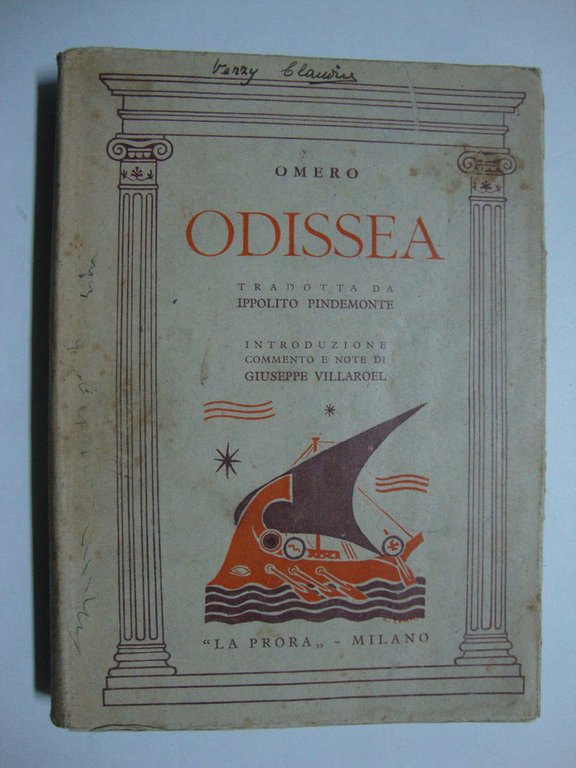 OMERO
ODISSEA
TRADOTTA DA
IPPOLITO PINDEMONTE
INTRODUZIONE
COMMENTO E NOTE DI
GIUSEPPE VILLAROEL
"LA PRORA„ - MILANO